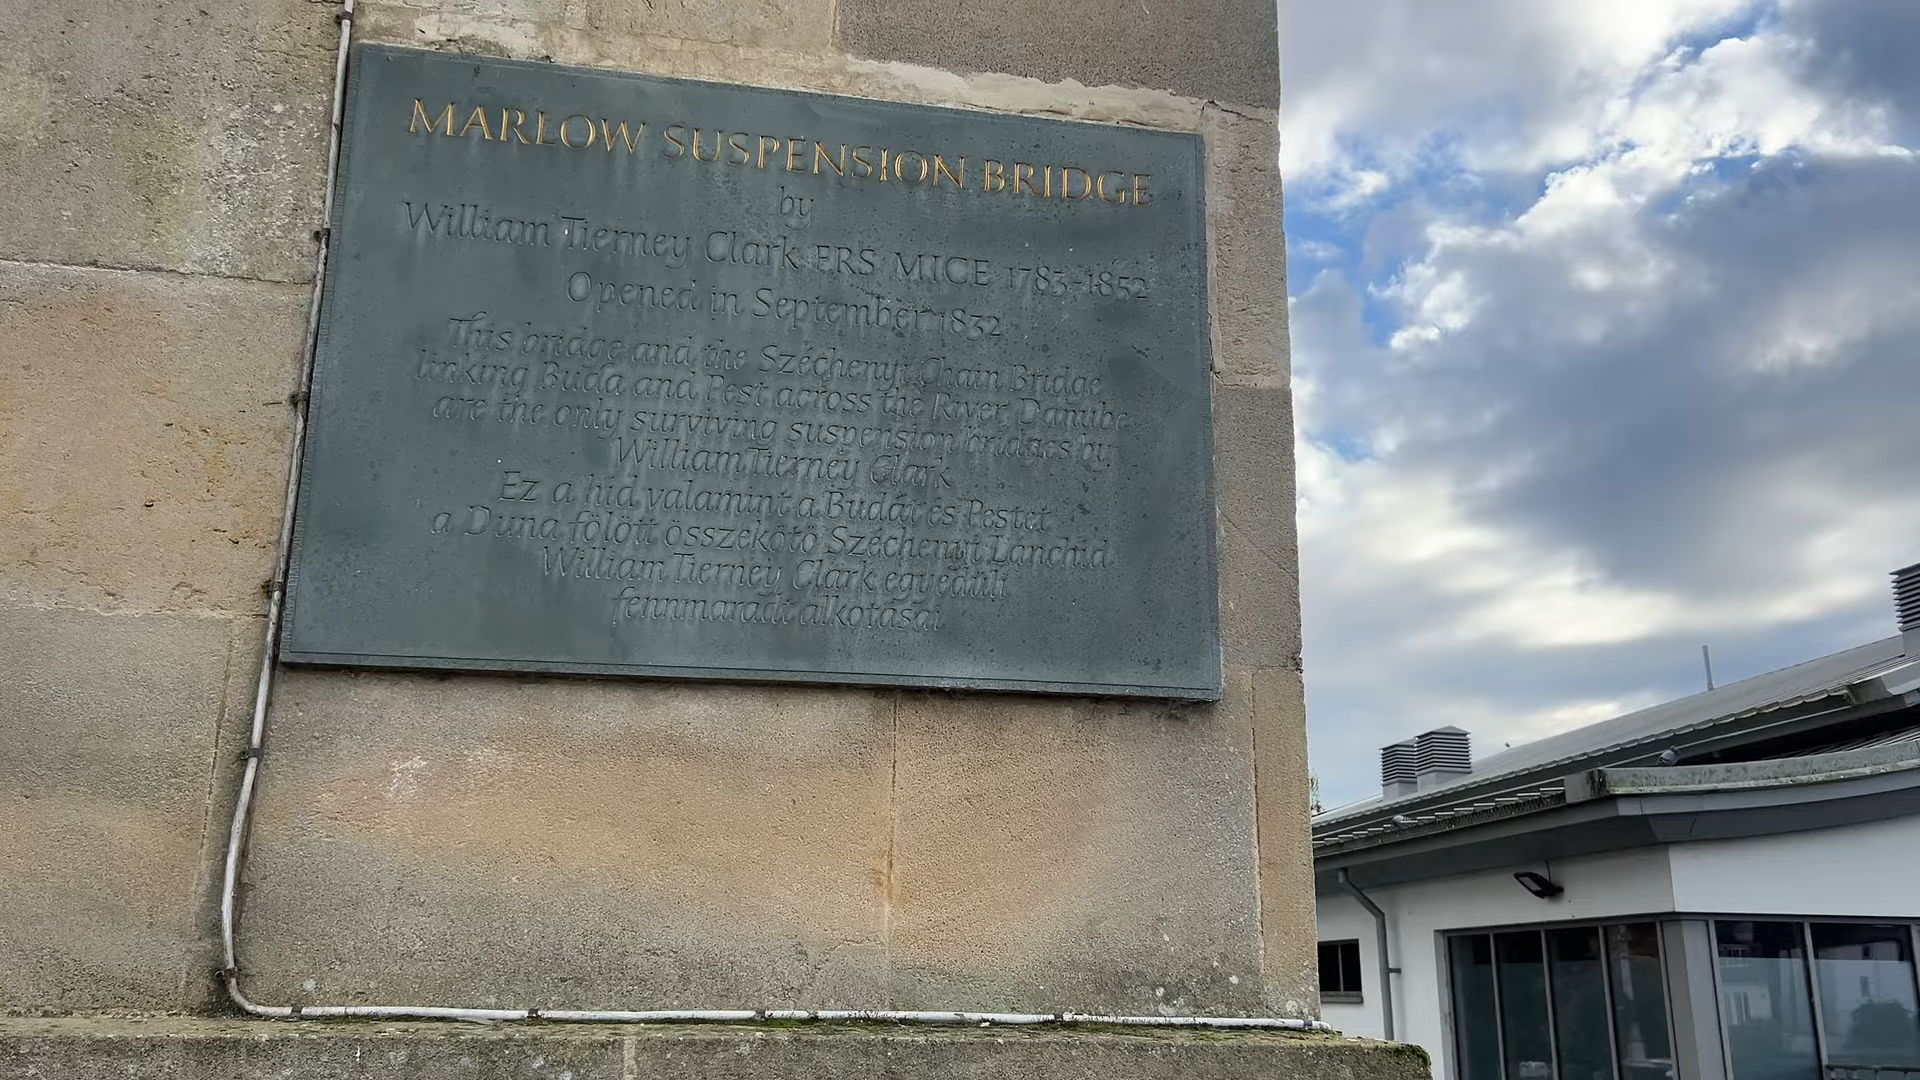 MARLOW SUSPENSION BRIDGE
by
William Tierney Clark FRS MICE 1783-1852
Opened in September 1832
This bridge and the Széchenyi Chain Bridge
linking Buda and Pest across the River Danube
are the only surviving suspension bridges by
William Tierney Clark
Ez a híd valamint a Budát és Pestet
a Duna fölött összekötő Széchenyi Lánchíd
William Tierney Clark egyedüli
fennmaradt alkotásai